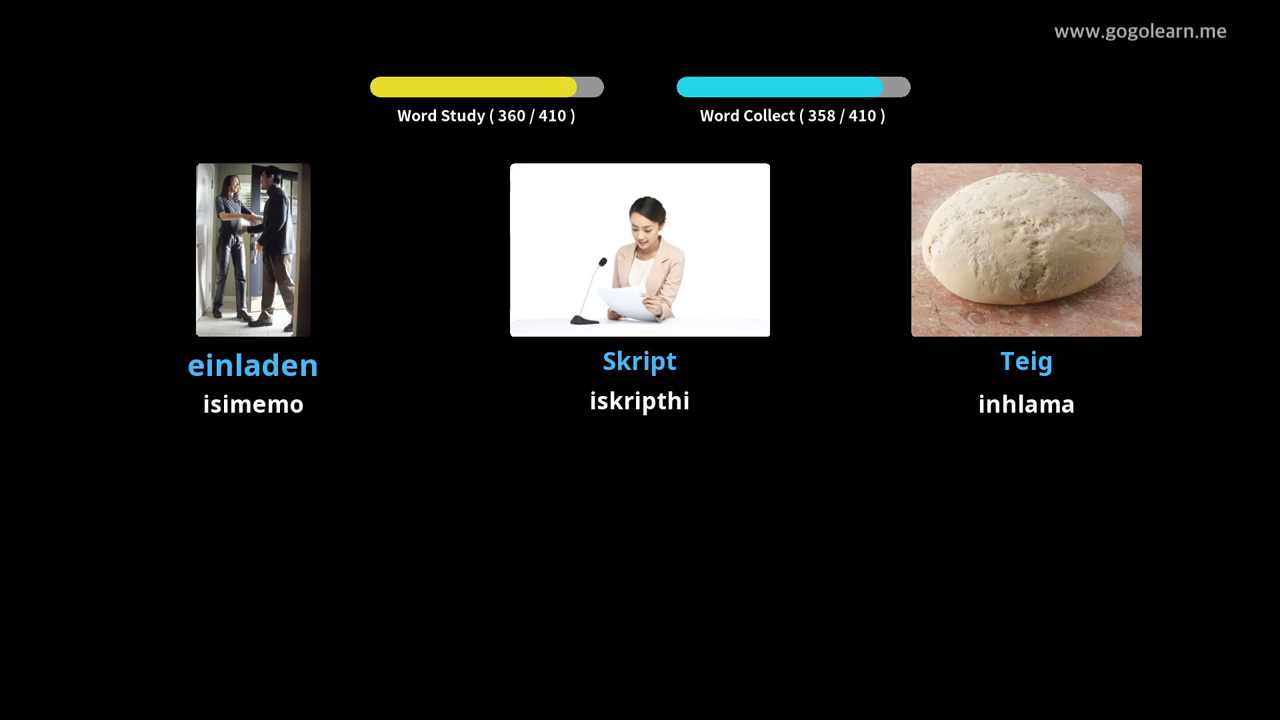 www.gogolearn.me
Word Study ( 360 / 410 )
Word Collect ( 358 / 410 )
einladen
isimemo
Skript
iskripthi
Teig
inhlama